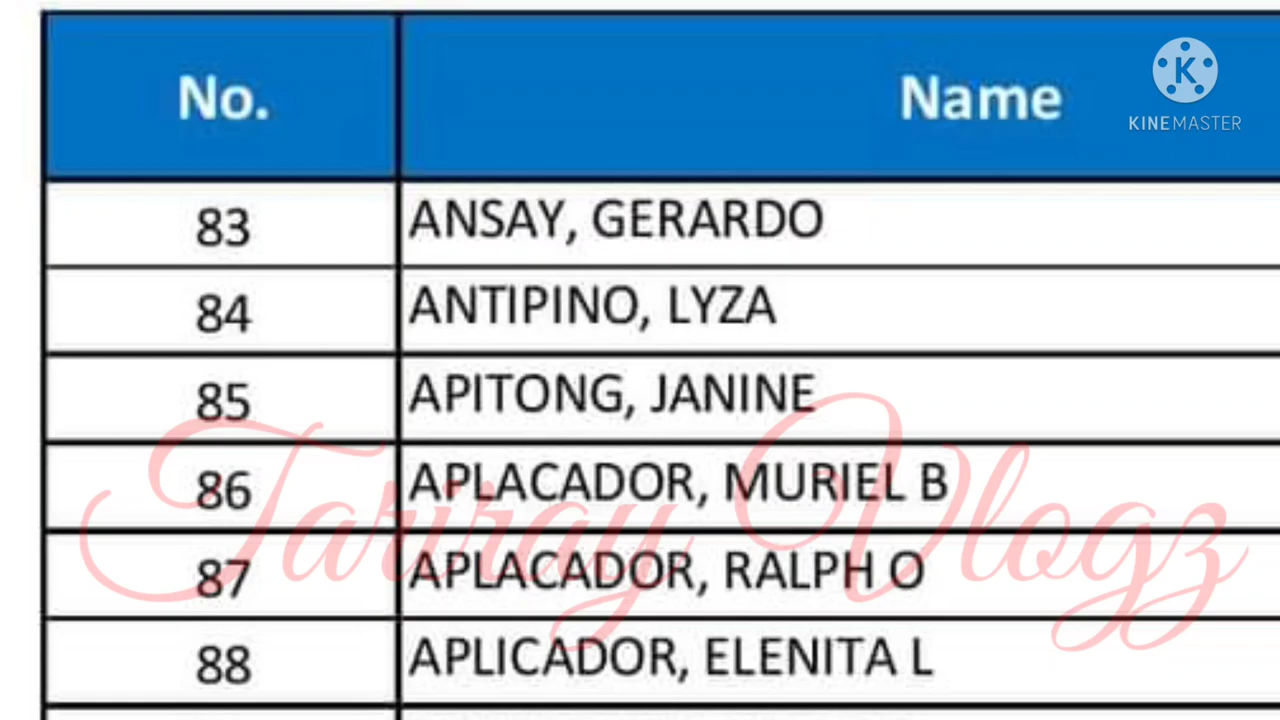 No. Name
KINEMASTER
83 ANSAY, GERARDO
84 ANTIPINO, LYZA
85 APITONG, JANINE
86 APLACADOR, MURIEL B
87 APLACADOR, RALPH O
88 APLICADOR, ELENITA L
Tariray Vlogz